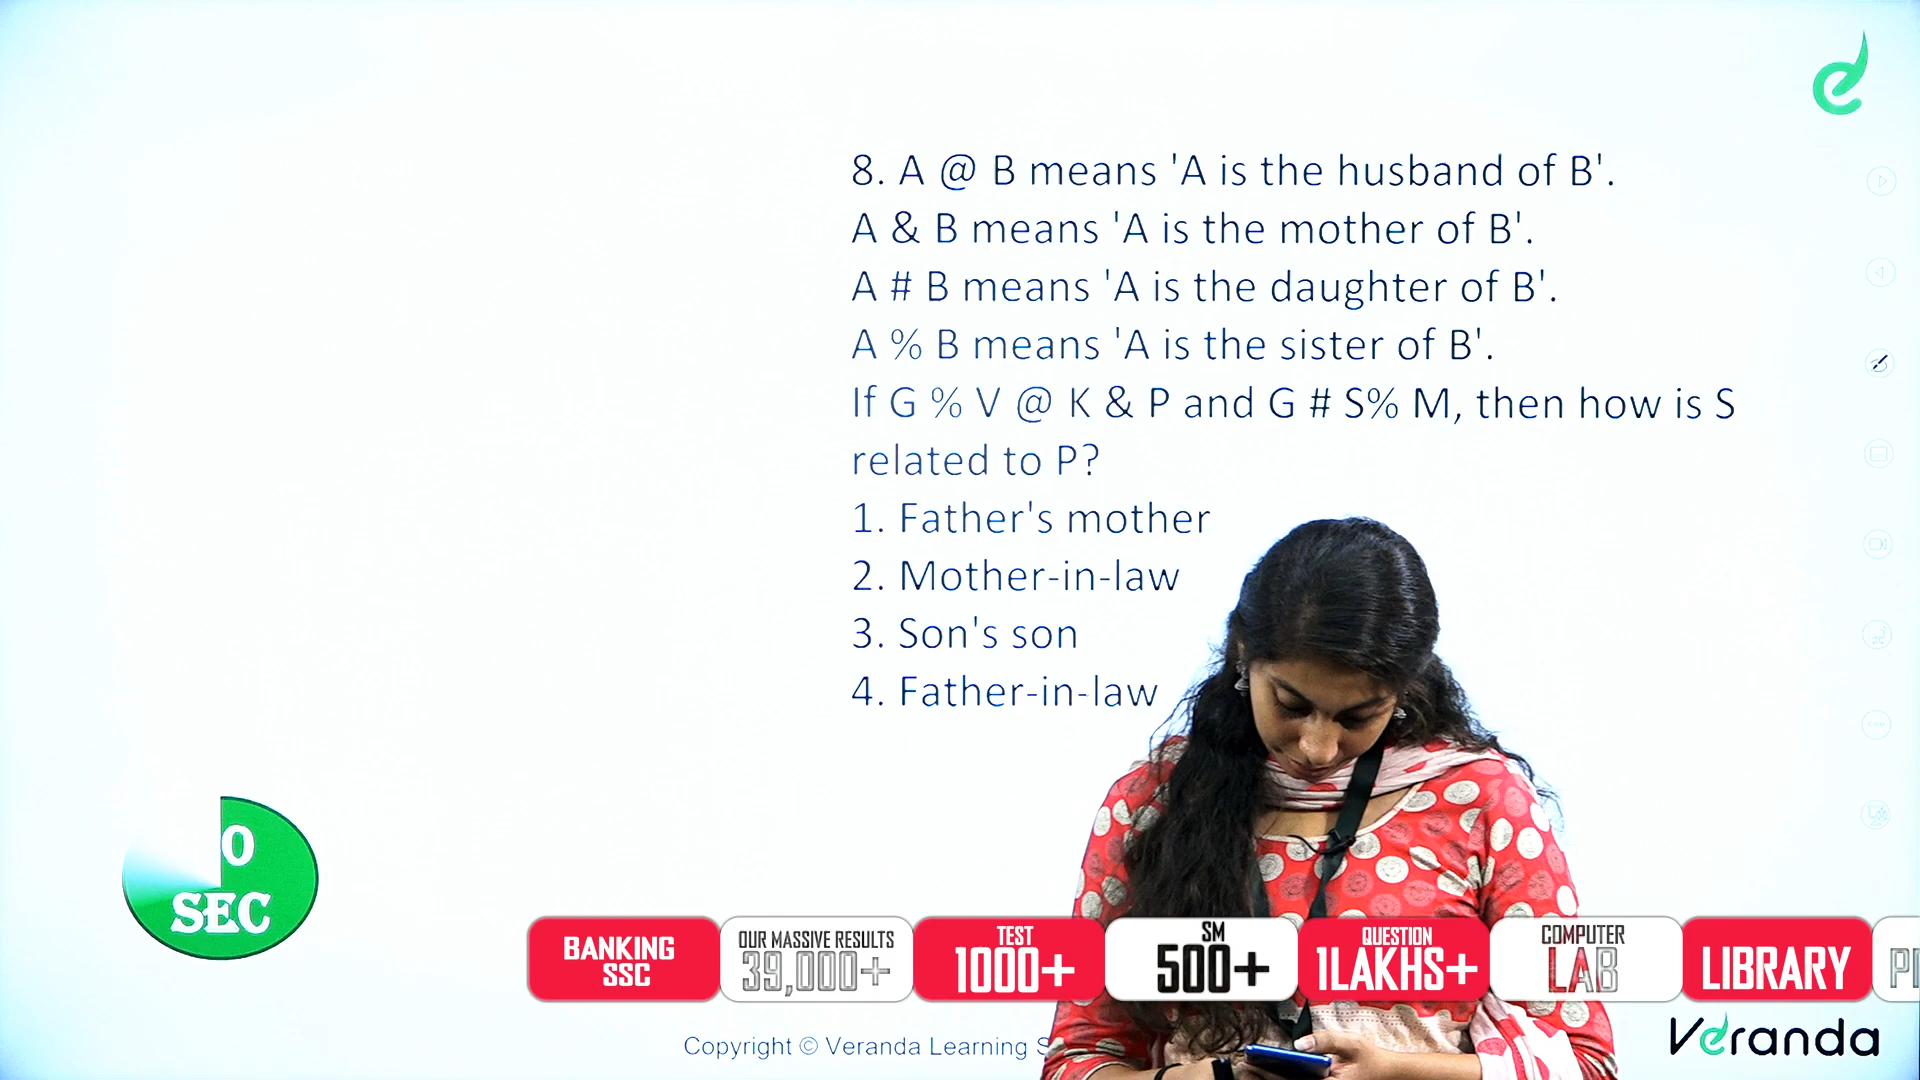 8. A @ B means 'A is the husband of B'.
A & B means 'A is the mother of B'.
A # B means 'A is the daughter of B'.
A % B means 'A is the sister of B'.
If G % V @ K & P and G # S% M, then how is S
related to P?
1. Father's mother
2. Mother-in-law
3. Son's son
4. Father-in-law
0
SEC
BANKING
SSC
OUR MASSIVE RESULTS
39,000+
TEST
1000+
SM
500+
QUESTION
1LAKHS+
COMPUTER
LAB
LIBRARY
Veranda
Copyright © Veranda Learning